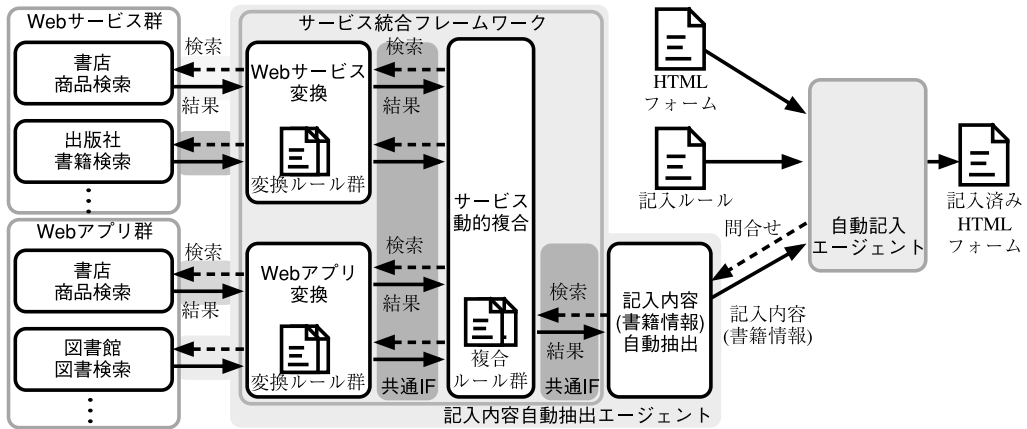 Webサービス群
書店
商品検索
出版社
書籍検索
検索
結果
Webアプリ群
書店
商品検索
図書館
図書検索
検索
結果
サービス統合フレームワーク
Webサービス
変換
変換ルール群
検索
結果
Webアプリ
変換
変換ルール群
検索
結果
共通IF
サービス
動的複合
複合
ルール群
検索
結果
共通IF
記入内容
(書籍情報)
自動抽出
記入内容自動抽出エージェント
HTML
フォーム
記入ルール
問合せ
記入内容
(書籍情報)
自動記入
エージェント
記入済み
HTML
フォーム